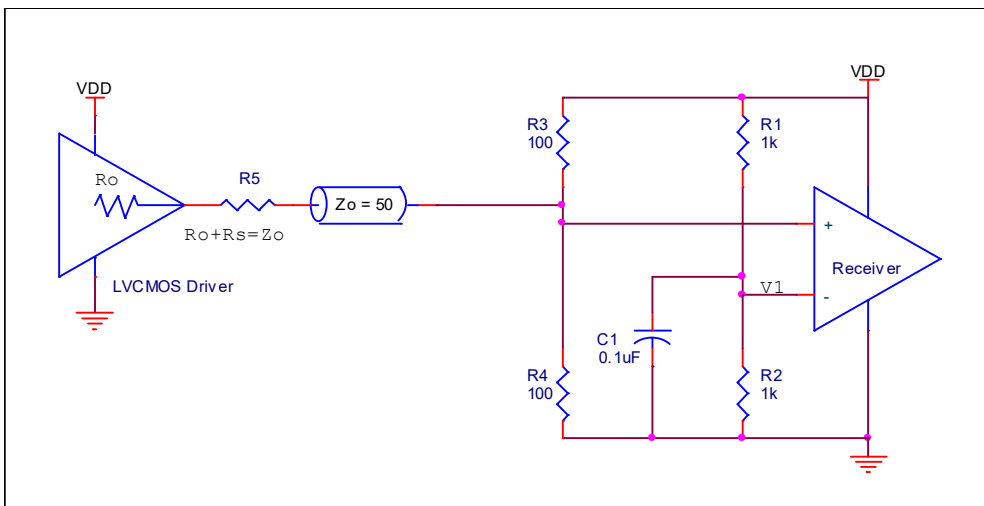 VDD
Ro
R5
Zo = 50
Ro+Rs=Zo
LVCMOS Driver
VDD
R3
100
R1
1k
+
Receiver
V1
-
C1
0.1uF
R4
100
R2
1k